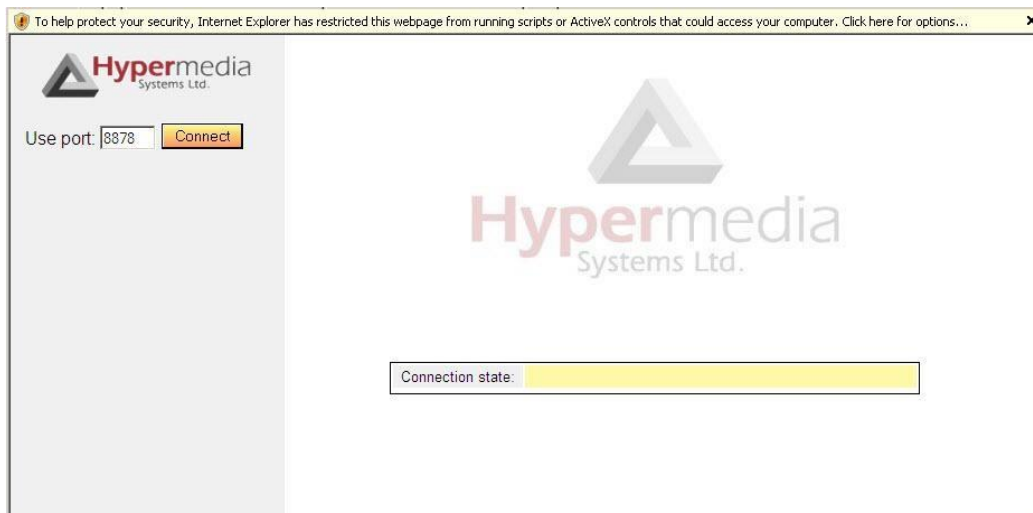 To help protect your security, Internet Explorer has restricted this webpage from running scripts or ActiveX controls that could access your computer. Click here for options...
Hypermedia
Systems Ltd.
Use port: 8878 Connect
Hypermedia
Systems Ltd.
Connection state: